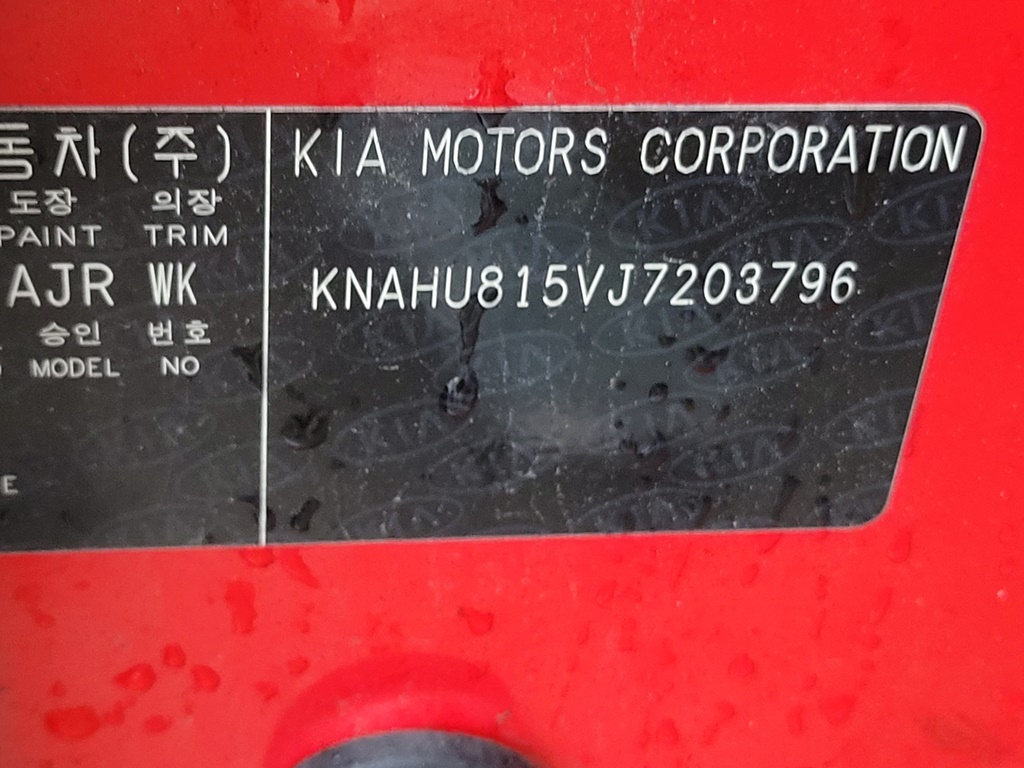 동차(주) KIA MOTORS CORPORATION
도장 의장
PAINT TRIM
AJR WK KNAHU815VJ7203796
승인 번호
MODEL NO
E